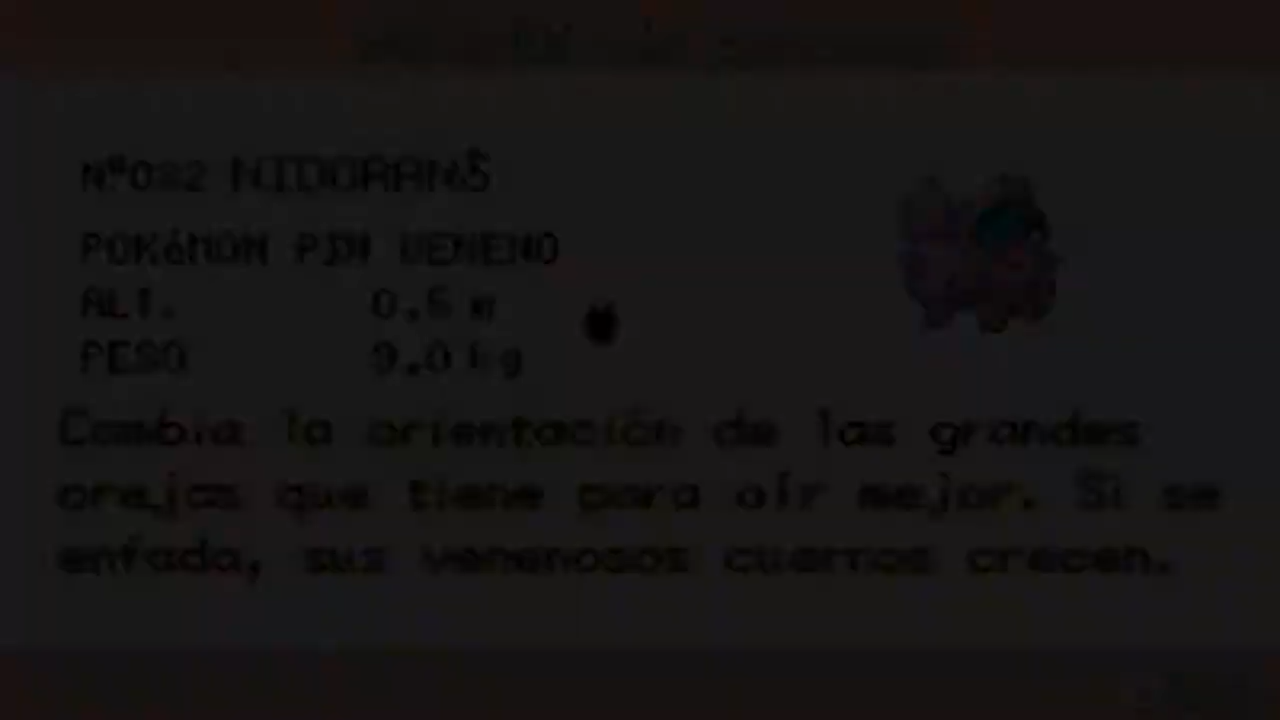 Nº032 NIDORAN♂
POKéMON PIN VENENO
ALT. 0.5 m
PESO 9.0 kg
Cambia la orientación de las grandes
orejas que tiene para oír mejor. Si se
enfada, sus venenosos cuernos crecen.